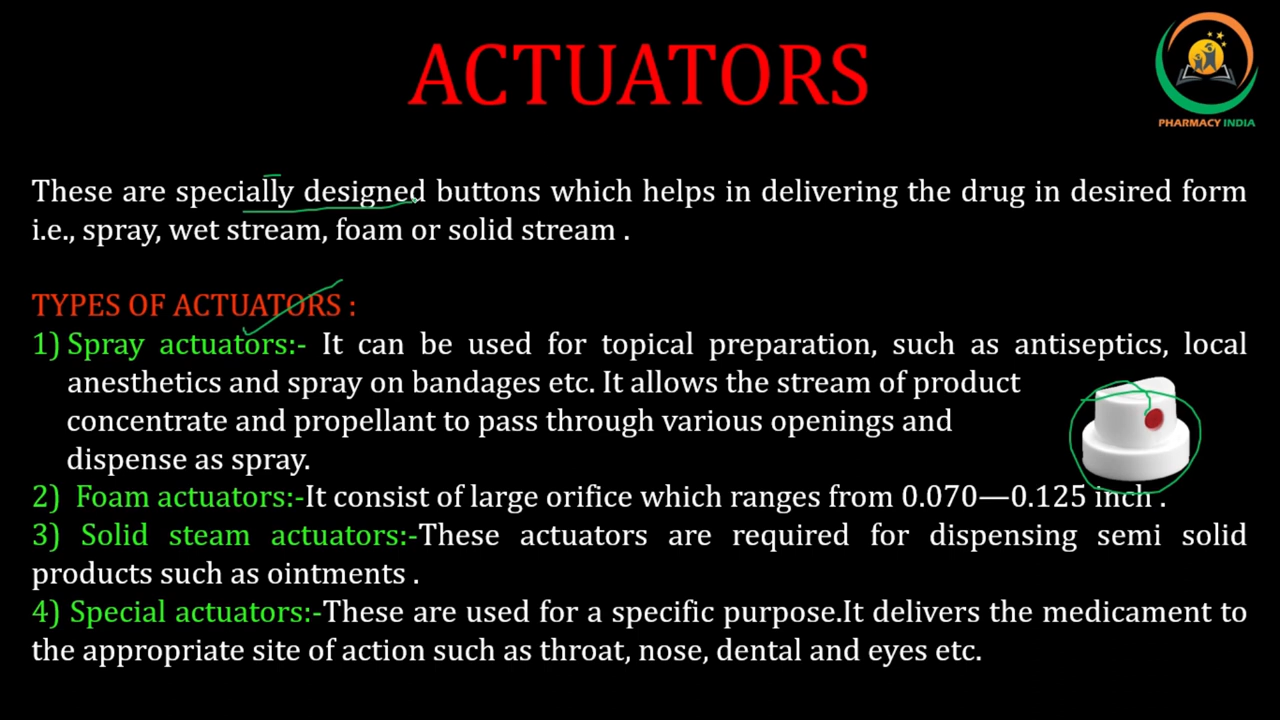 ACTUATORS
PHARMACY INDIA
These are specially designed buttons which helps in delivering the drug in desired form
i.e., spray, wet stream, foam or solid stream .
TYPES OF ACTUATORS :
1) Spray actuators:- It can be used for topical preparation, such as antiseptics, local
anesthetics and spray on bandages etc. It allows the stream of product
concentrate and propellant to pass through various openings and
dispense as spray.
2) Foam actuators:-It consist of large orifice which ranges from 0.070—0.125 inch .
3) Solid steam actuators:-These actuators are required for dispensing semi solid
products such as ointments .
4) Special actuators:-These are used for a specific purpose.It delivers the medicament to
the appropriate site of action such as throat, nose, dental and eyes etc.